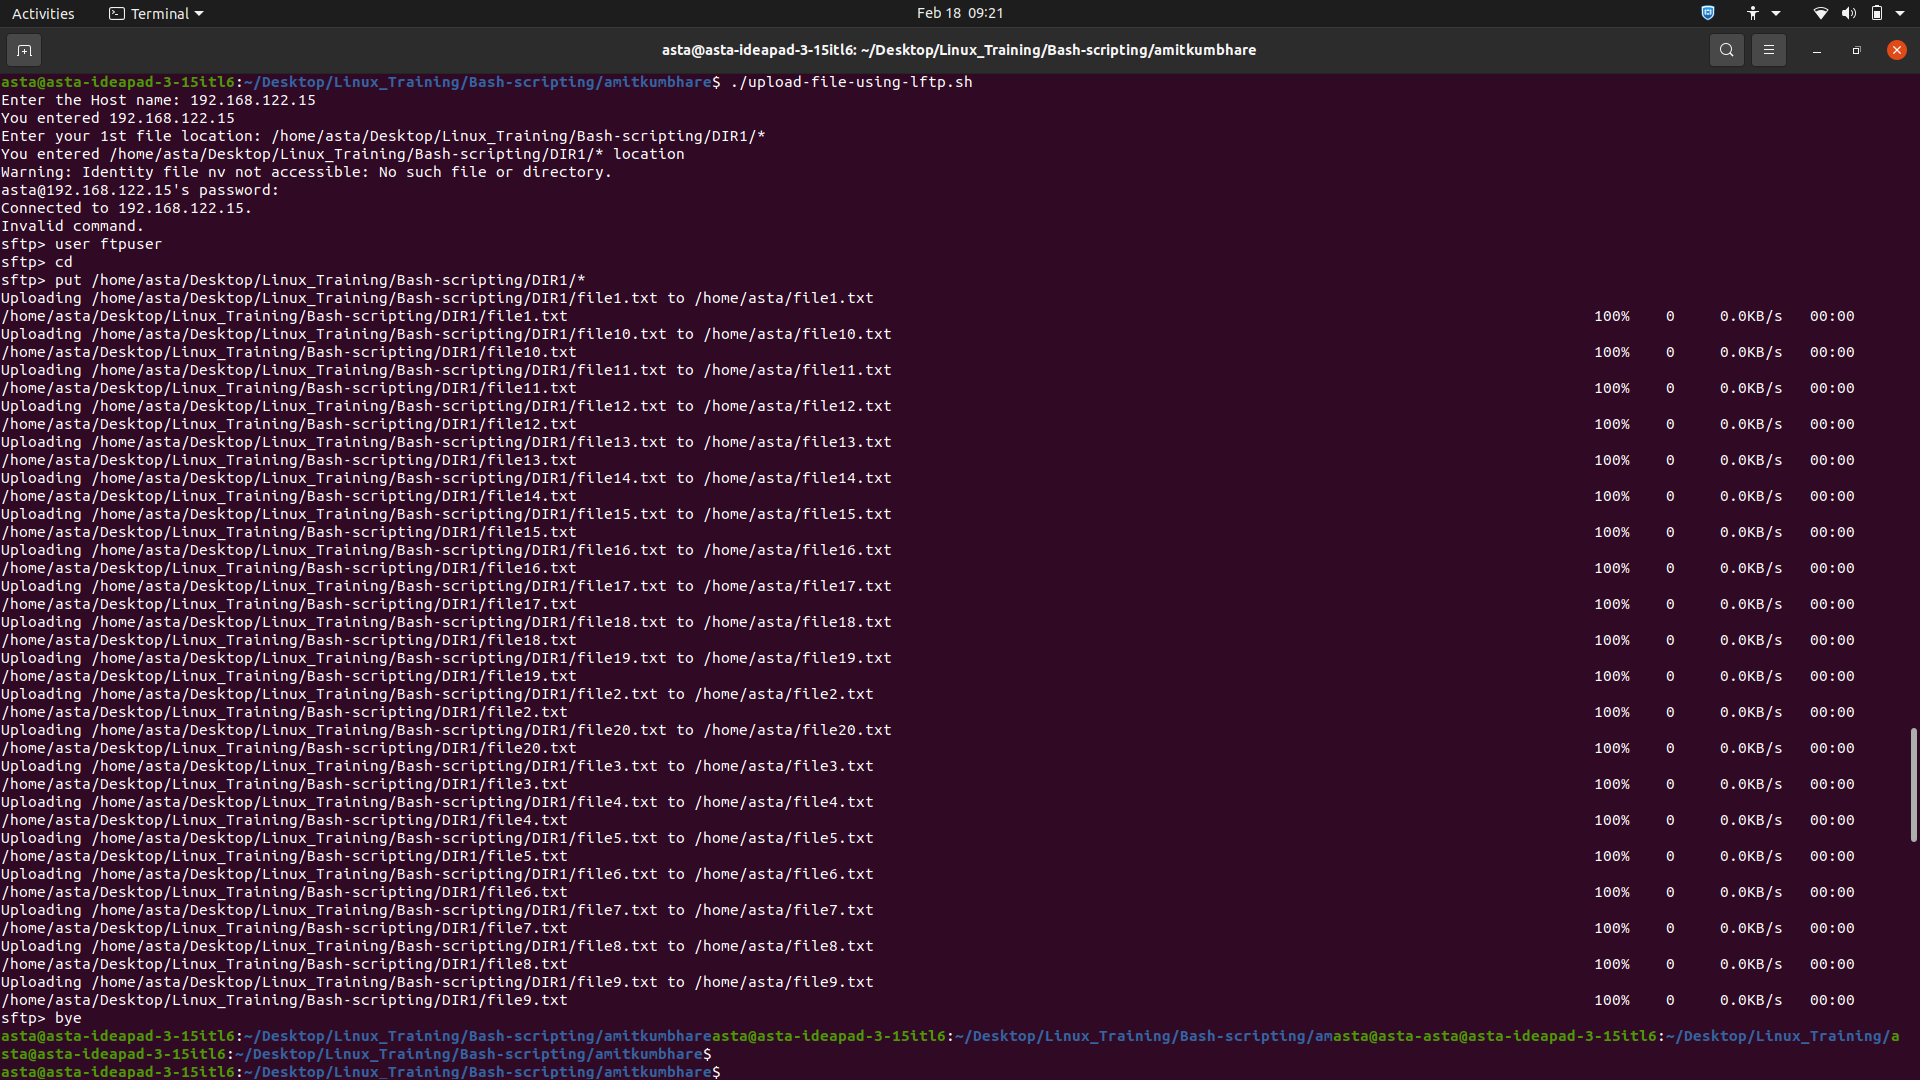 Activities Terminal Feb 18 09:21
asta@asta-ideapad-3-15itl6: ~/Desktop/Linux_Training/Bash-scripting/amitkumbhare
asta@asta-ideapad-3-15itl6:~/Desktop/Linux_Training/Bash-scripting/amitkumbhare$ ./upload-file-using-lftp.sh
Enter the Host name: 192.168.122.15
You entered 192.168.122.15
Enter your 1st file location: /home/asta/Desktop/Linux_Training/Bash-scripting/DIR1/*
You entered /home/asta/Desktop/Linux_Training/Bash-scripting/DIR1/* location
Warning: Identity file nv not accessible: No such file or directory.
asta@192.168.122.15's password:
Connected to 192.168.122.15.
Invalid command.
sftp> user ftpuser
sftp> cd
sftp> put /home/asta/Desktop/Linux_Training/Bash-scripting/DIR1/*
Uploading /home/asta/Desktop/Linux_Training/Bash-scripting/DIR1/file1.txt to /home/asta/file1.txt
/home/asta/Desktop/Linux_Training/Bash-scripting/DIR1/file1.txt 100% 0 0.0KB/s 00:00
Uploading /home/asta/Desktop/Linux_Training/Bash-scripting/DIR1/file10.txt to /home/asta/file10.txt
/home/asta/Desktop/Linux_Training/Bash-scripting/DIR1/file10.txt 100% 0 0.0KB/s 00:00
Uploading /home/asta/Desktop/Linux_Training/Bash-scripting/DIR1/file11.txt to /home/asta/file11.txt
/home/asta/Desktop/Linux_Training/Bash-scripting/DIR1/file11.txt 100% 0 0.0KB/s 00:00
Uploading /home/asta/Desktop/Linux_Training/Bash-scripting/DIR1/file12.txt to /home/asta/file12.txt
/home/asta/Desktop/Linux_Training/Bash-scripting/DIR1/file12.txt 100% 0 0.0KB/s 00:00
Uploading /home/asta/Desktop/Linux_Training/Bash-scripting/DIR1/file13.txt to /home/asta/file13.txt
/home/asta/Desktop/Linux_Training/Bash-scripting/DIR1/file13.txt 100% 0 0.0KB/s 00:00
Uploading /home/asta/Desktop/Linux_Training/Bash-scripting/DIR1/file14.txt to /home/asta/file14.txt
/home/asta/Desktop/Linux_Training/Bash-scripting/DIR1/file14.txt 100% 0 0.0KB/s 00:00
Uploading /home/asta/Desktop/Linux_Training/Bash-scripting/DIR1/file15.txt to /home/asta/file15.txt
/home/asta/Desktop/Linux_Training/Bash-scripting/DIR1/file15.txt 100% 0 0.0KB/s 00:00
Uploading /home/asta/Desktop/Linux_Training/Bash-scripting/DIR1/file16.txt to /home/asta/file16.txt
/home/asta/Desktop/Linux_Training/Bash-scripting/DIR1/file16.txt 100% 0 0.0KB/s 00:00
Uploading /home/asta/Desktop/Linux_Training/Bash-scripting/DIR1/file17.txt to /home/asta/file17.txt
/home/asta/Desktop/Linux_Training/Bash-scripting/DIR1/file17.txt 100% 0 0.0KB/s 00:00
Uploading /home/asta/Desktop/Linux_Training/Bash-scripting/DIR1/file18.txt to /home/asta/file18.txt
/home/asta/Desktop/Linux_Training/Bash-scripting/DIR1/file18.txt 100% 0 0.0KB/s 00:00
Uploading /home/asta/Desktop/Linux_Training/Bash-scripting/DIR1/file19.txt to /home/asta/file19.txt
/home/asta/Desktop/Linux_Training/Bash-scripting/DIR1/file19.txt 100% 0 0.0KB/s 00:00
Uploading /home/asta/Desktop/Linux_Training/Bash-scripting/DIR1/file2.txt to /home/asta/file2.txt
/home/asta/Desktop/Linux_Training/Bash-scripting/DIR1/file2.txt 100% 0 0.0KB/s 00:00
Uploading /home/asta/Desktop/Linux_Training/Bash-scripting/DIR1/file20.txt to /home/asta/file20.txt
/home/asta/Desktop/Linux_Training/Bash-scripting/DIR1/file20.txt 100% 0 0.0KB/s 00:00
Uploading /home/asta/Desktop/Linux_Training/Bash-scripting/DIR1/file3.txt to /home/asta/file3.txt
/home/asta/Desktop/Linux_Training/Bash-scripting/DIR1/file3.txt 100% 0 0.0KB/s 00:00
Uploading /home/asta/Desktop/Linux_Training/Bash-scripting/DIR1/file4.txt to /home/asta/file4.txt
/home/asta/Desktop/Linux_Training/Bash-scripting/DIR1/file4.txt 100% 0 0.0KB/s 00:00
Uploading /home/asta/Desktop/Linux_Training/Bash-scripting/DIR1/file5.txt to /home/asta/file5.txt
/home/asta/Desktop/Linux_Training/Bash-scripting/DIR1/file5.txt 100% 0 0.0KB/s 00:00
Uploading /home/asta/Desktop/Linux_Training/Bash-scripting/DIR1/file6.txt to /home/asta/file6.txt
/home/asta/Desktop/Linux_Training/Bash-scripting/DIR1/file6.txt 100% 0 0.0KB/s 00:00
Uploading /home/asta/Desktop/Linux_Training/Bash-scripting/DIR1/file7.txt to /home/asta/file7.txt
/home/asta/Desktop/Linux_Training/Bash-scripting/DIR1/file7.txt 100% 0 0.0KB/s 00:00
Uploading /home/asta/Desktop/Linux_Training/Bash-scripting/DIR1/file8.txt to /home/asta/file8.txt
/home/asta/Desktop/Linux_Training/Bash-scripting/DIR1/file8.txt 100% 0 0.0KB/s 00:00
Uploading /home/asta/Desktop/Linux_Training/Bash-scripting/DIR1/file9.txt to /home/asta/file9.txt
/home/asta/Desktop/Linux_Training/Bash-scripting/DIR1/file9.txt 100% 0 0.0KB/s 00:00
sftp> bye
asta@asta-ideapad-3-15itl6:~/Desktop/Linux_Training/Bash-scripting/amitkumbhareasta@asta-ideapad-3-15itl6:~/Desktop/Linux_Training/Bash-scripting/amasta@asta-asta@asta-ideapad-3-15itl6:~/Desktop/Linux_Training/a
sta@asta-ideapad-3-15itl6:~/Desktop/Linux_Training/Bash-scripting/amitkumbhare$
asta@asta-ideapad-3-15itl6:~/Desktop/Linux_Training/Bash-scripting/amitkumbhare$